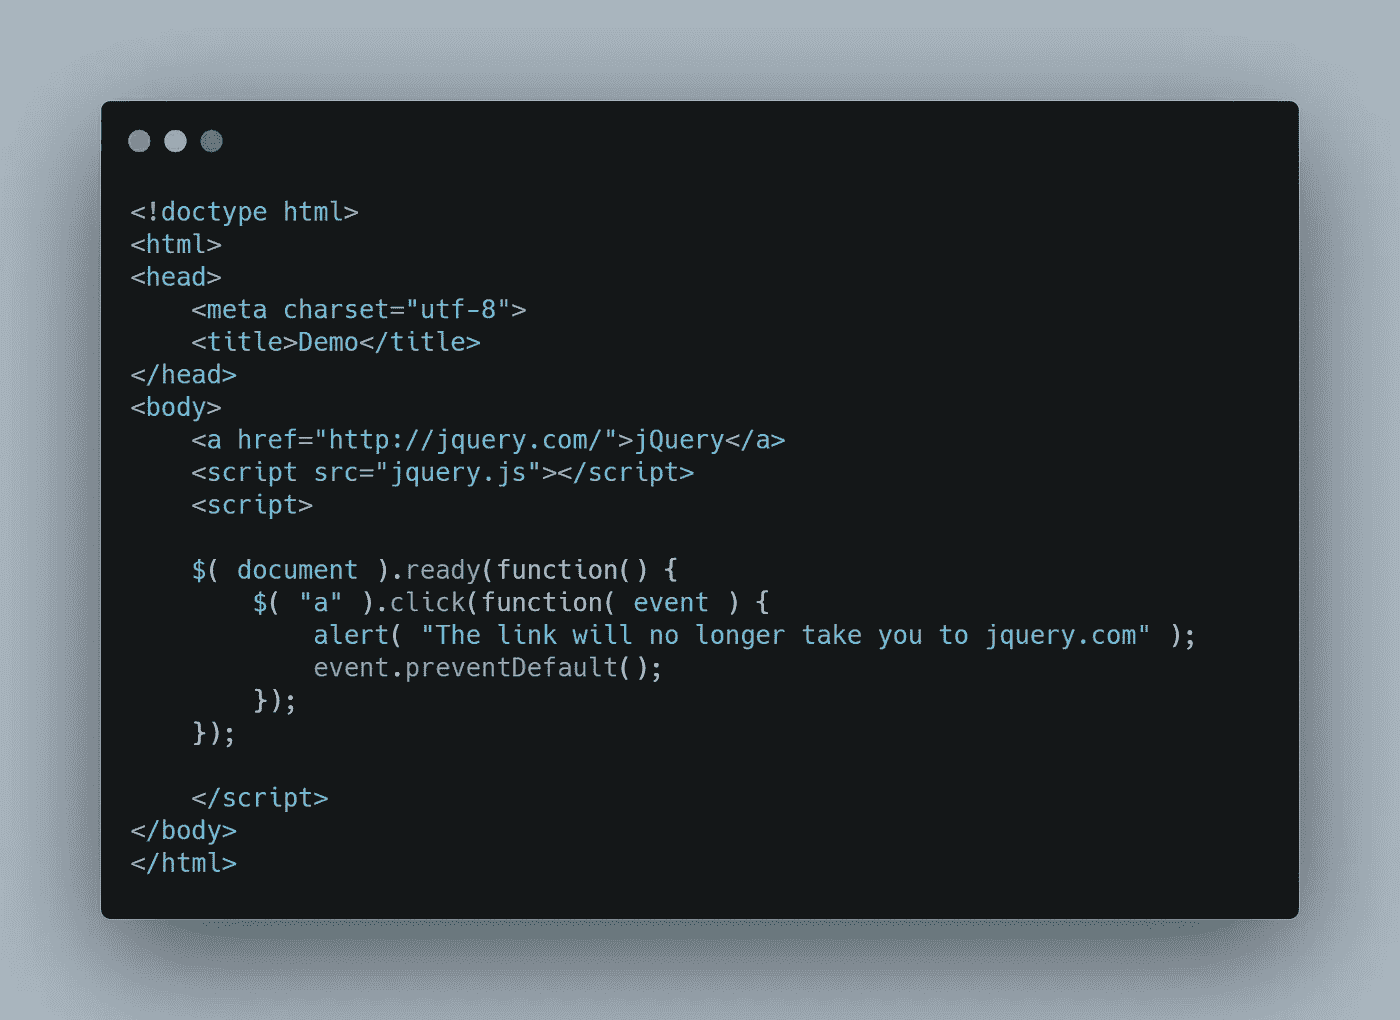 <!doctype html>
<html>
<head>
    <meta charset="utf-8">
    <title>Demo</title>
</head>
<body>
    <a href="http://jquery.com/">jQuery</a>
    <script src="jquery.js"></script>
    <script>

    $( document ).ready(function() {
        $( "a" ).click(function( event ) {
            alert( "The link will no longer take you to jquery.com" );
            event.preventDefault();
        });
    });

    </script>
</body>
</html>